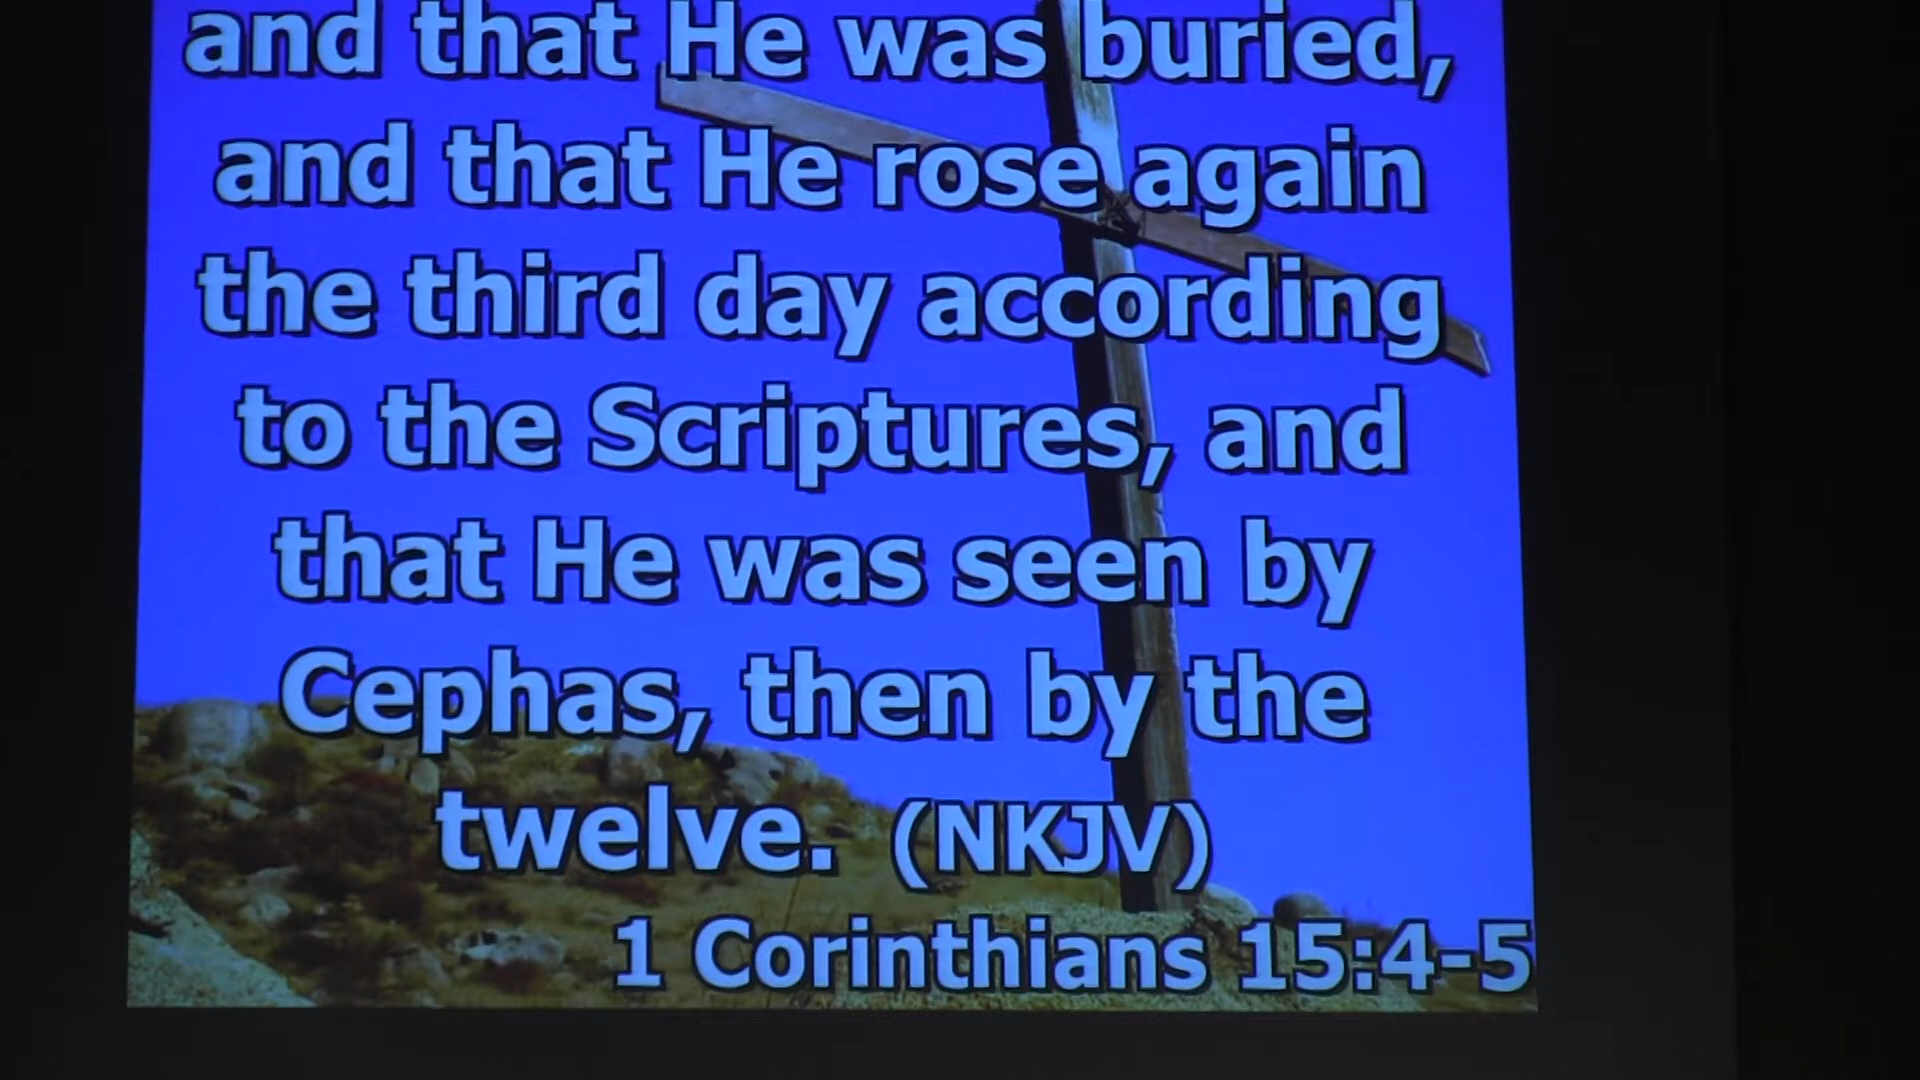 and that He was buried,
and that He rose again
the third day according
to the Scriptures, and
that He was seen by
Cephas, then by the
twelve. (NKJV)
1 Corinthians 15:4-5